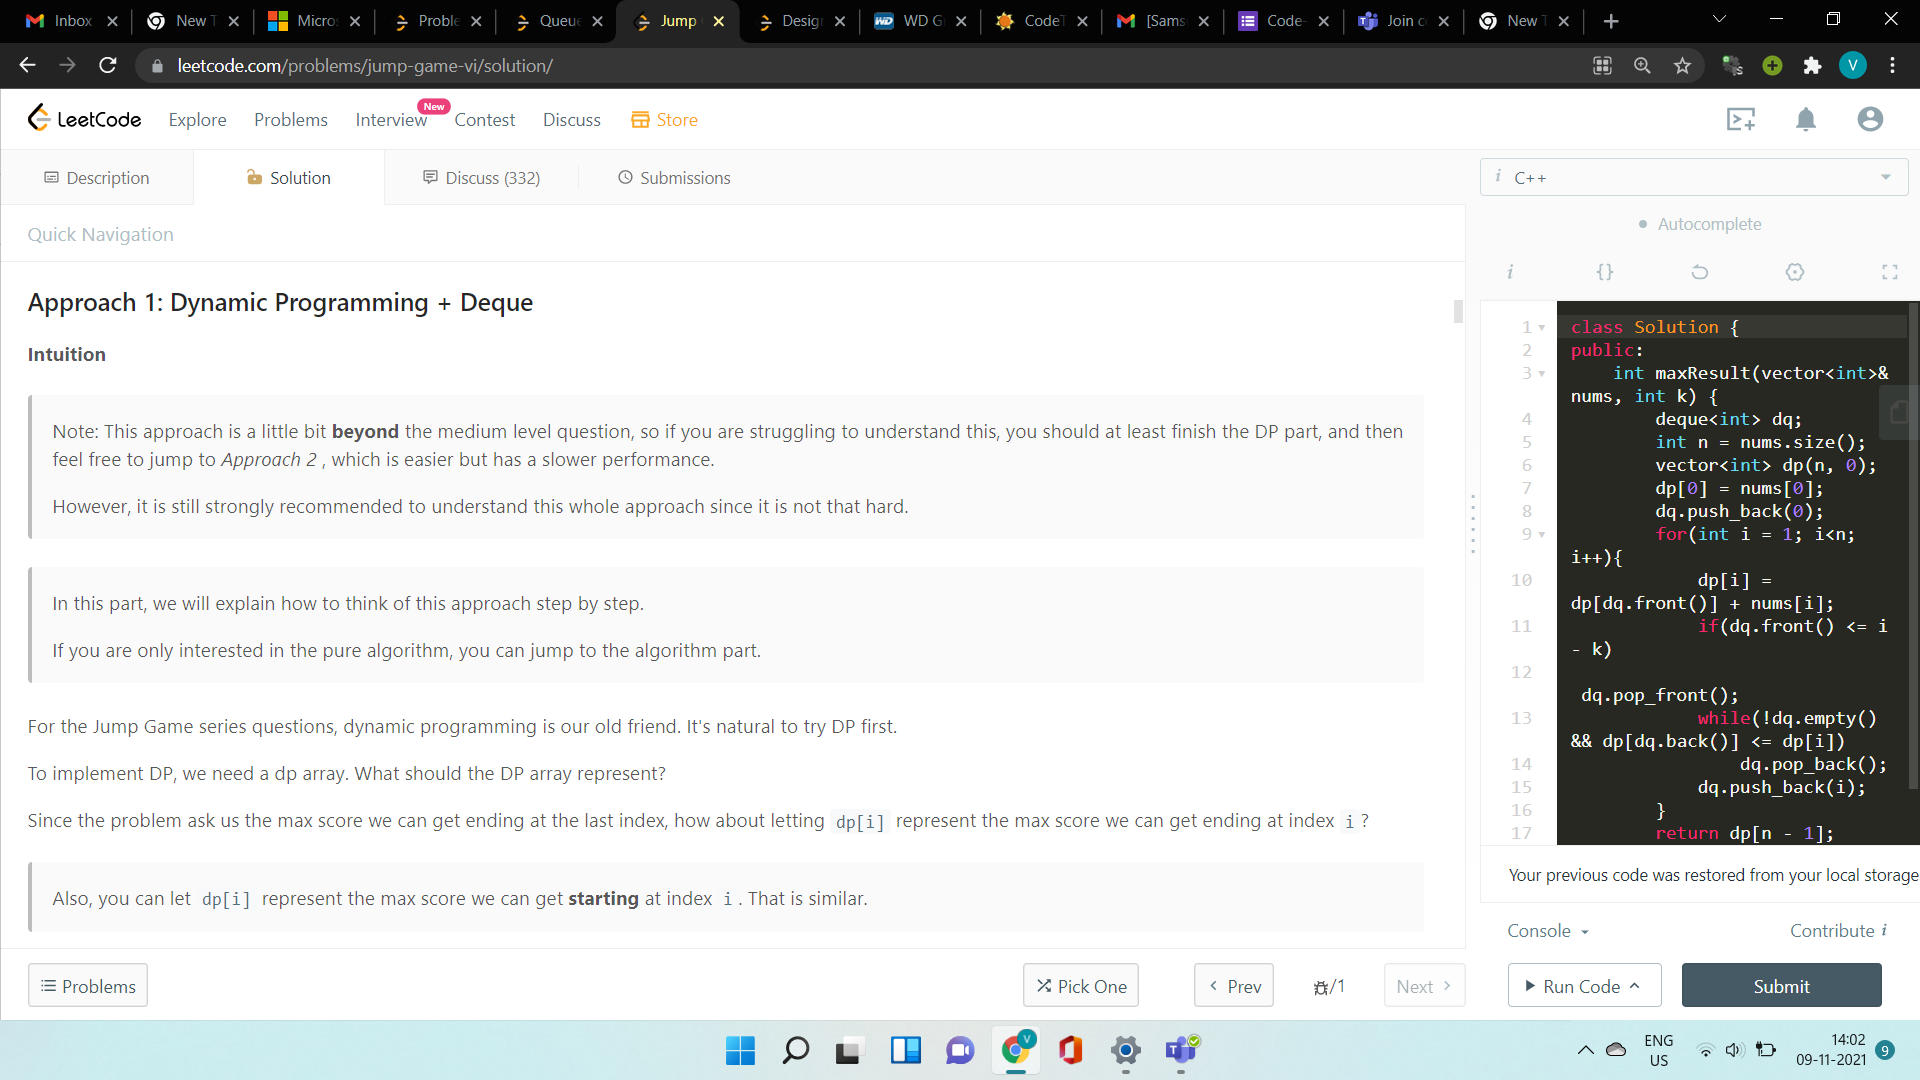 Inbox
New T
Micro
Proble
Queue
Jump
Design
WD G
CodeT
[Sams
Code-
Join c
New T
leetcode.com/problems/jump-game-vi/solution/
V
LeetCode
Explore
Problems
Interview
New
Contest
Discuss
Store
Description
Solution
Discuss (332)
Submissions
i C++
Quick Navigation
Autocomplete
i {}
Approach 1: Dynamic Programming + Deque
Intuition
Note: This approach is a little bit beyond the medium level question, so if you are struggling to understand this, you should at least finish the DP part, and then
feel free to jump to Approach 2 , which is easier but has a slower performance.
However, it is still strongly recommended to understand this whole approach since it is not that hard.
In this part, we will explain how to think of this approach step by step.
If you are only interested in the pure algorithm, you can jump to the algorithm part.
For the Jump Game series questions, dynamic programming is our old friend. It's natural to try DP first.
To implement DP, we need a dp array. What should the DP array represent?
Since the problem ask us the max score we can get ending at the last index, how about letting dp[i] represent the max score we can get ending at index i ?
Also, you can let dp[i] represent the max score we can get starting at index i . That is similar.
1 class Solution {
2 public:
3 int maxResult(vector<int>&
nums, int k) {
4 deque<int> dq;
5 int n = nums.size();
6 vector<int> dp(n, 0);
7 dp[0] = nums[0];
8 dq.push_back(0);
9 for(int i = 1; i<n;
i++){
10 dp[i] =
dp[dq.front()] + nums[i];
11 if(dq.front() <= i
- k)
12
dq.pop_front();
13 while(!dq.empty()
&& dp[dq.back()] <= dp[i])
14 dq.pop_back();
15 dq.push_back(i);
16 }
17 return dp[n - 1];
Your previous code was restored from your local storage
Console
Contribute i
Problems
Pick One
Prev
/1
Next
Run Code
Submit
V
T
ENG
US
14:02
09-11-2021
9